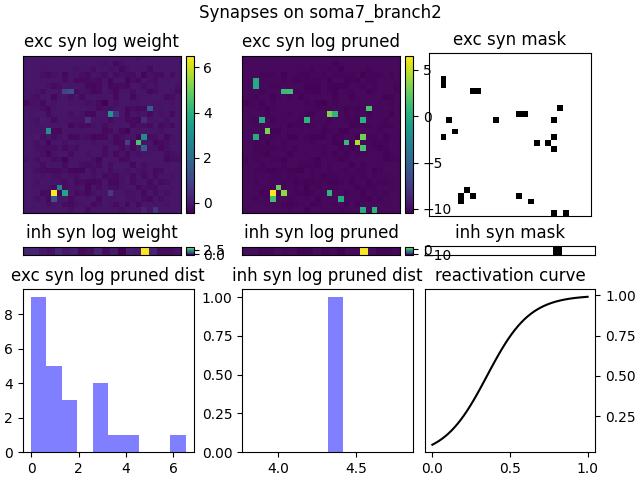 Synapses on soma7_branch2
exc syn log weight
exc syn log pruned
exc syn mask
6
4
2
0
5
0
−5
−10
inh syn log weight
inh syn log pruned
inh syn mask
2.5
0.0
0
−10
exc syn log pruned dist
inh syn log pruned dist
reactivation curve
8
6
4
2
0
0 2 4 6
1.00
0.75
0.50
0.25
0.00
4.0 4.5
1.00
0.75
0.50
0.25
0.0 0.5 1.0